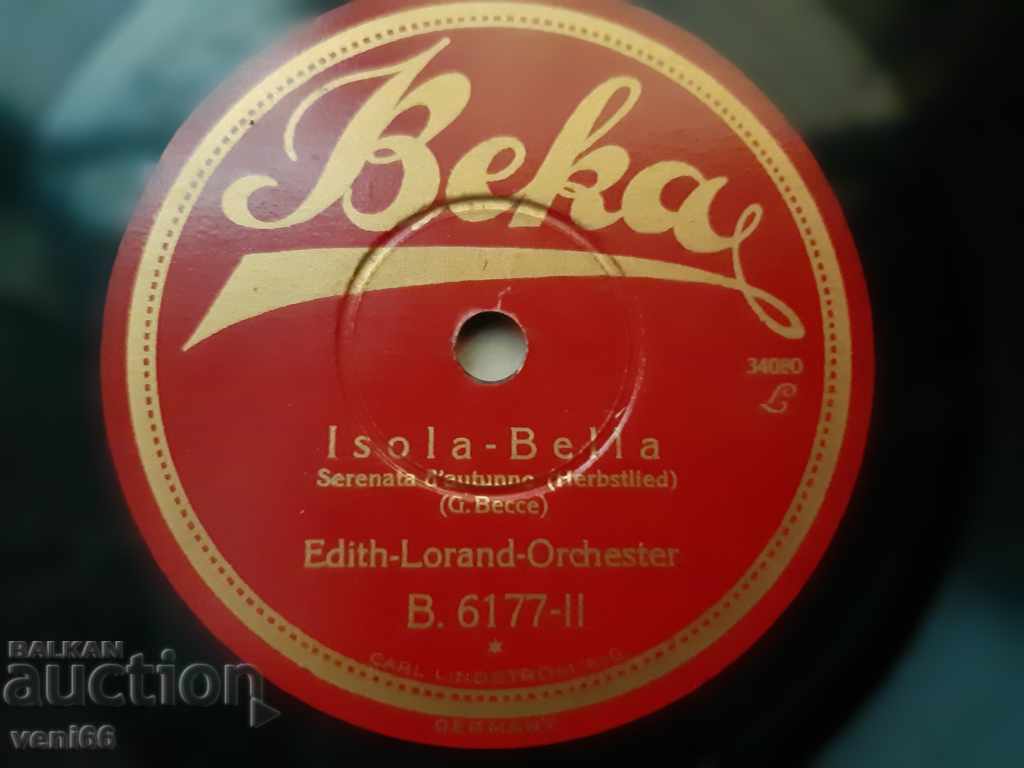 Beka
34080
L
Isola-Bella
Serenata d'autunno (Herbstlied)
(G. Becce)
Edith-Lorand-Orchester
B. 6177-II
*
CARL LINDSTRÖM A.G.
GERMANY
BALKAN
auction
veni66